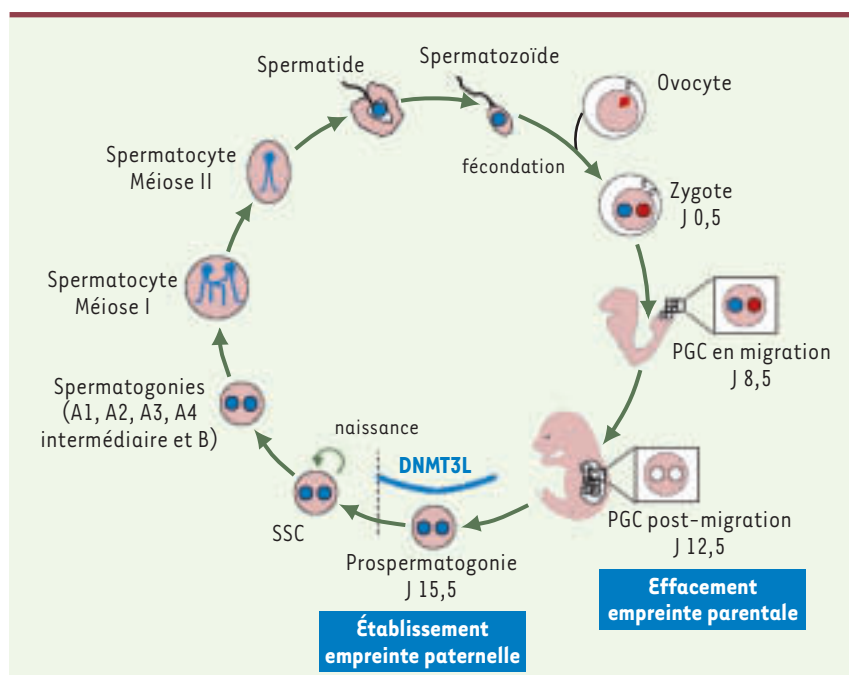 Spermatide
Spermatozoïde
Ovocyte
fécondation
Zygote
J 0,5
PGC en migration
J 8,5
PGC post-migration
J 12,5
Effacement
empreinte parentale
DNMT3L
naissance
Prospermatogonie
J 15,5
Établissement
empreinte paternelle
SSC
Spermatogonies
(A1, A2, A3, A4
intermédiaire et B)
Spermatocyte
Méiose I
Spermatocyte
Méiose II